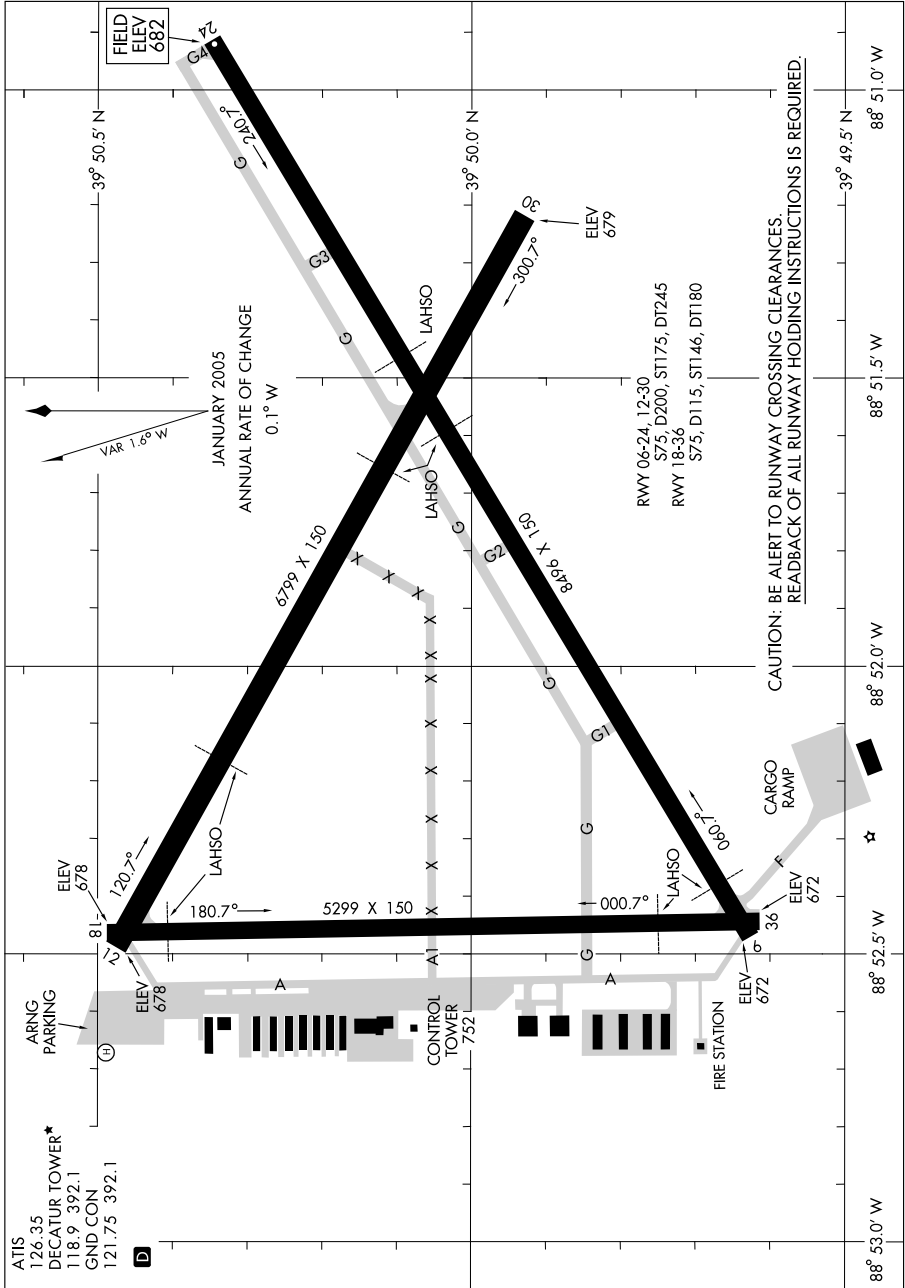 ATIS
126.35
DECATUR TOWER★
118.9 392.1
GND CON
121.75 392.1
D
ARNG
PARKING
H
FIELD
ELEV
682
24
G4
240.7°
G
G3
G
JANUARY 2005
ANNUAL RATE OF CHANGE
0.1° W
VAR 1.6° W
LAHSO
30
300.7°
ELEV
679
6799 X 150
LAHSO
G
G2
8496 X 150
G
G1
X
X
X
X
X
X
X
X
X
X
X
A1
LAHSO
120.7°
ELEV
678
18
12
ELEV
678
180.7°
5299 X 150
000.7°
LAHSO
060.7°
G
G
A
A
CONTROL
TOWER
752
FIRE STATION
ELEV
672
6
36
ELEV
672
F
CARGO
RAMP
RWY 06-24, 12-30
S75, D200, ST175, DT245
RWY 18-36
S75, D115, ST146, DT180
CAUTION: BE ALERT TO RUNWAY CROSSING CLEARANCES.
READBACK OF ALL RUNWAY HOLDING INSTRUCTIONS IS REQUIRED.
39° 50.5' N
39° 50.0' N
39° 49.5' N
88° 51.0' W
88° 51.5' W
88° 52.0' W
88° 52.5' W
88° 53.0' W